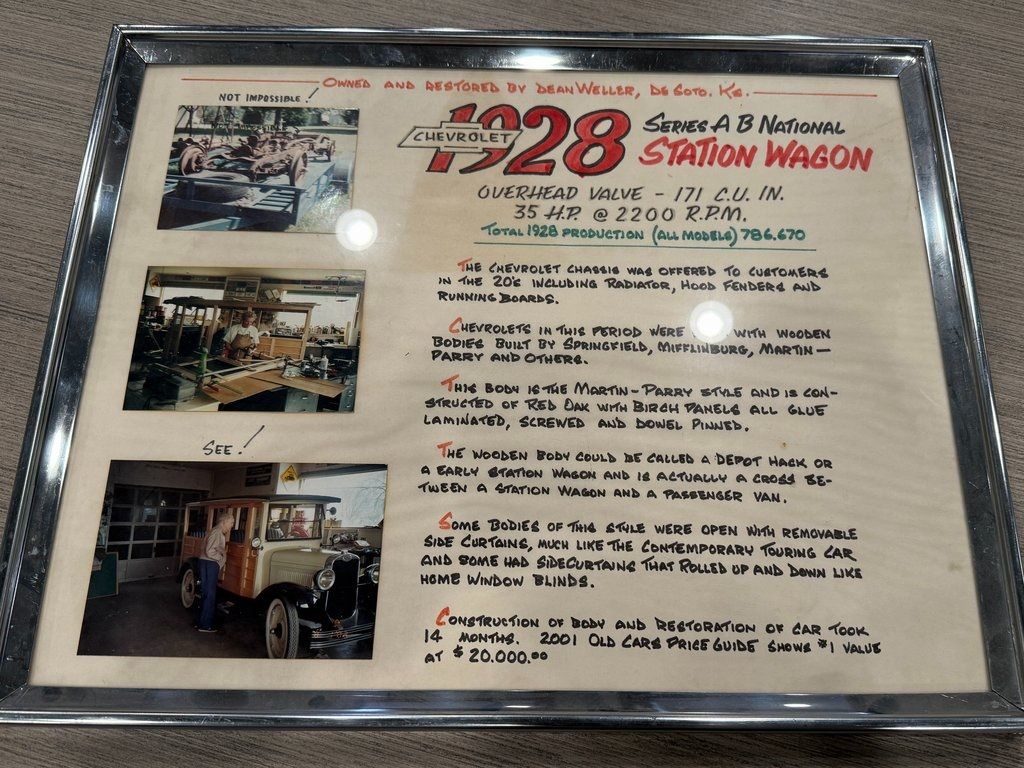 OWNED AND RESTORED BY DEAN WELLER, DE SOTO, KS.
NOT IMPOSSIBLE!
CHEVROLET
1928
SERIES A B NATIONAL
STATION WAGON
OVERHEAD VALVE - 171 C.U. IN.
35 H.P. @ 2200 R.P.M.
TOTAL 1928 PRODUCTION (ALL MODELS) 786.670
THE CHEVROLET CHASSIS WAS OFFERED TO CUSTOMERS
IN THE 20'S INCLUDING RADIATOR, HOOD FENDERS AND
RUNNING BOARDS.
CHEVROLETS IN THIS PERIOD WERE WITH WOODEN
BODIES BUILT BY SPRINGFIELD, MIFFLINBURG, MARTIN-
PARRY AND OTHERS.
THIS BODY IS THE MARTIN-PARRY STYLE AND IS CON-
STRUCTED OF RED OAK WITH BIRCH PANELS ALL GLUE
LAMINATED, SCREWED AND DOWEL PINNED.
SEE!
THE WOODEN BODY COULD BE CALLED A DEPOT HACK OR
A EARLY STATION WAGON AND IS ACTUALLY A CROSS BE-
TWEEN A STATION WAGON AND A PASSENGER VAN.
SOME BODIES OF THIS STYLE WERE OPEN WITH REMOVABLE
SIDE CURTAINS, MUCH LIKE THE CONTEMPORARY TOURING CAR
AND SOME HAD SIDECURTAINS THAT ROLLED UP AND DOWN LIKE
HOME WINDOW BLINDS.
CONSTRUCTION OF BODY AND RESTORATION OF CAR TOOK
14 MONTHS. 2001 OLD CARS PRICE GUIDE SHOWS #1 VALUE
AT $20.000.00